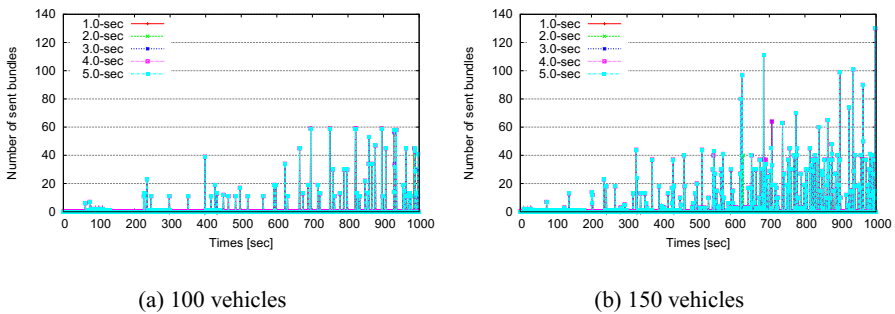 140
120
100
80
60
40
20
0
Number of sent bundles
1.0-sec
2.0-sec
3.0-sec
4.0-sec
5.0-sec
0 100 200 300 400 500 600 700 800 900 1000
Times [sec]
(a) 100 vehicles
140
120
100
80
60
40
20
0
Number of sent bundles
1.0-sec
2.0-sec
3.0-sec
4.0-sec
5.0-sec
0 100 200 300 400 500 600 700 800 900 1000
Times [sec]
(b) 150 vehicles